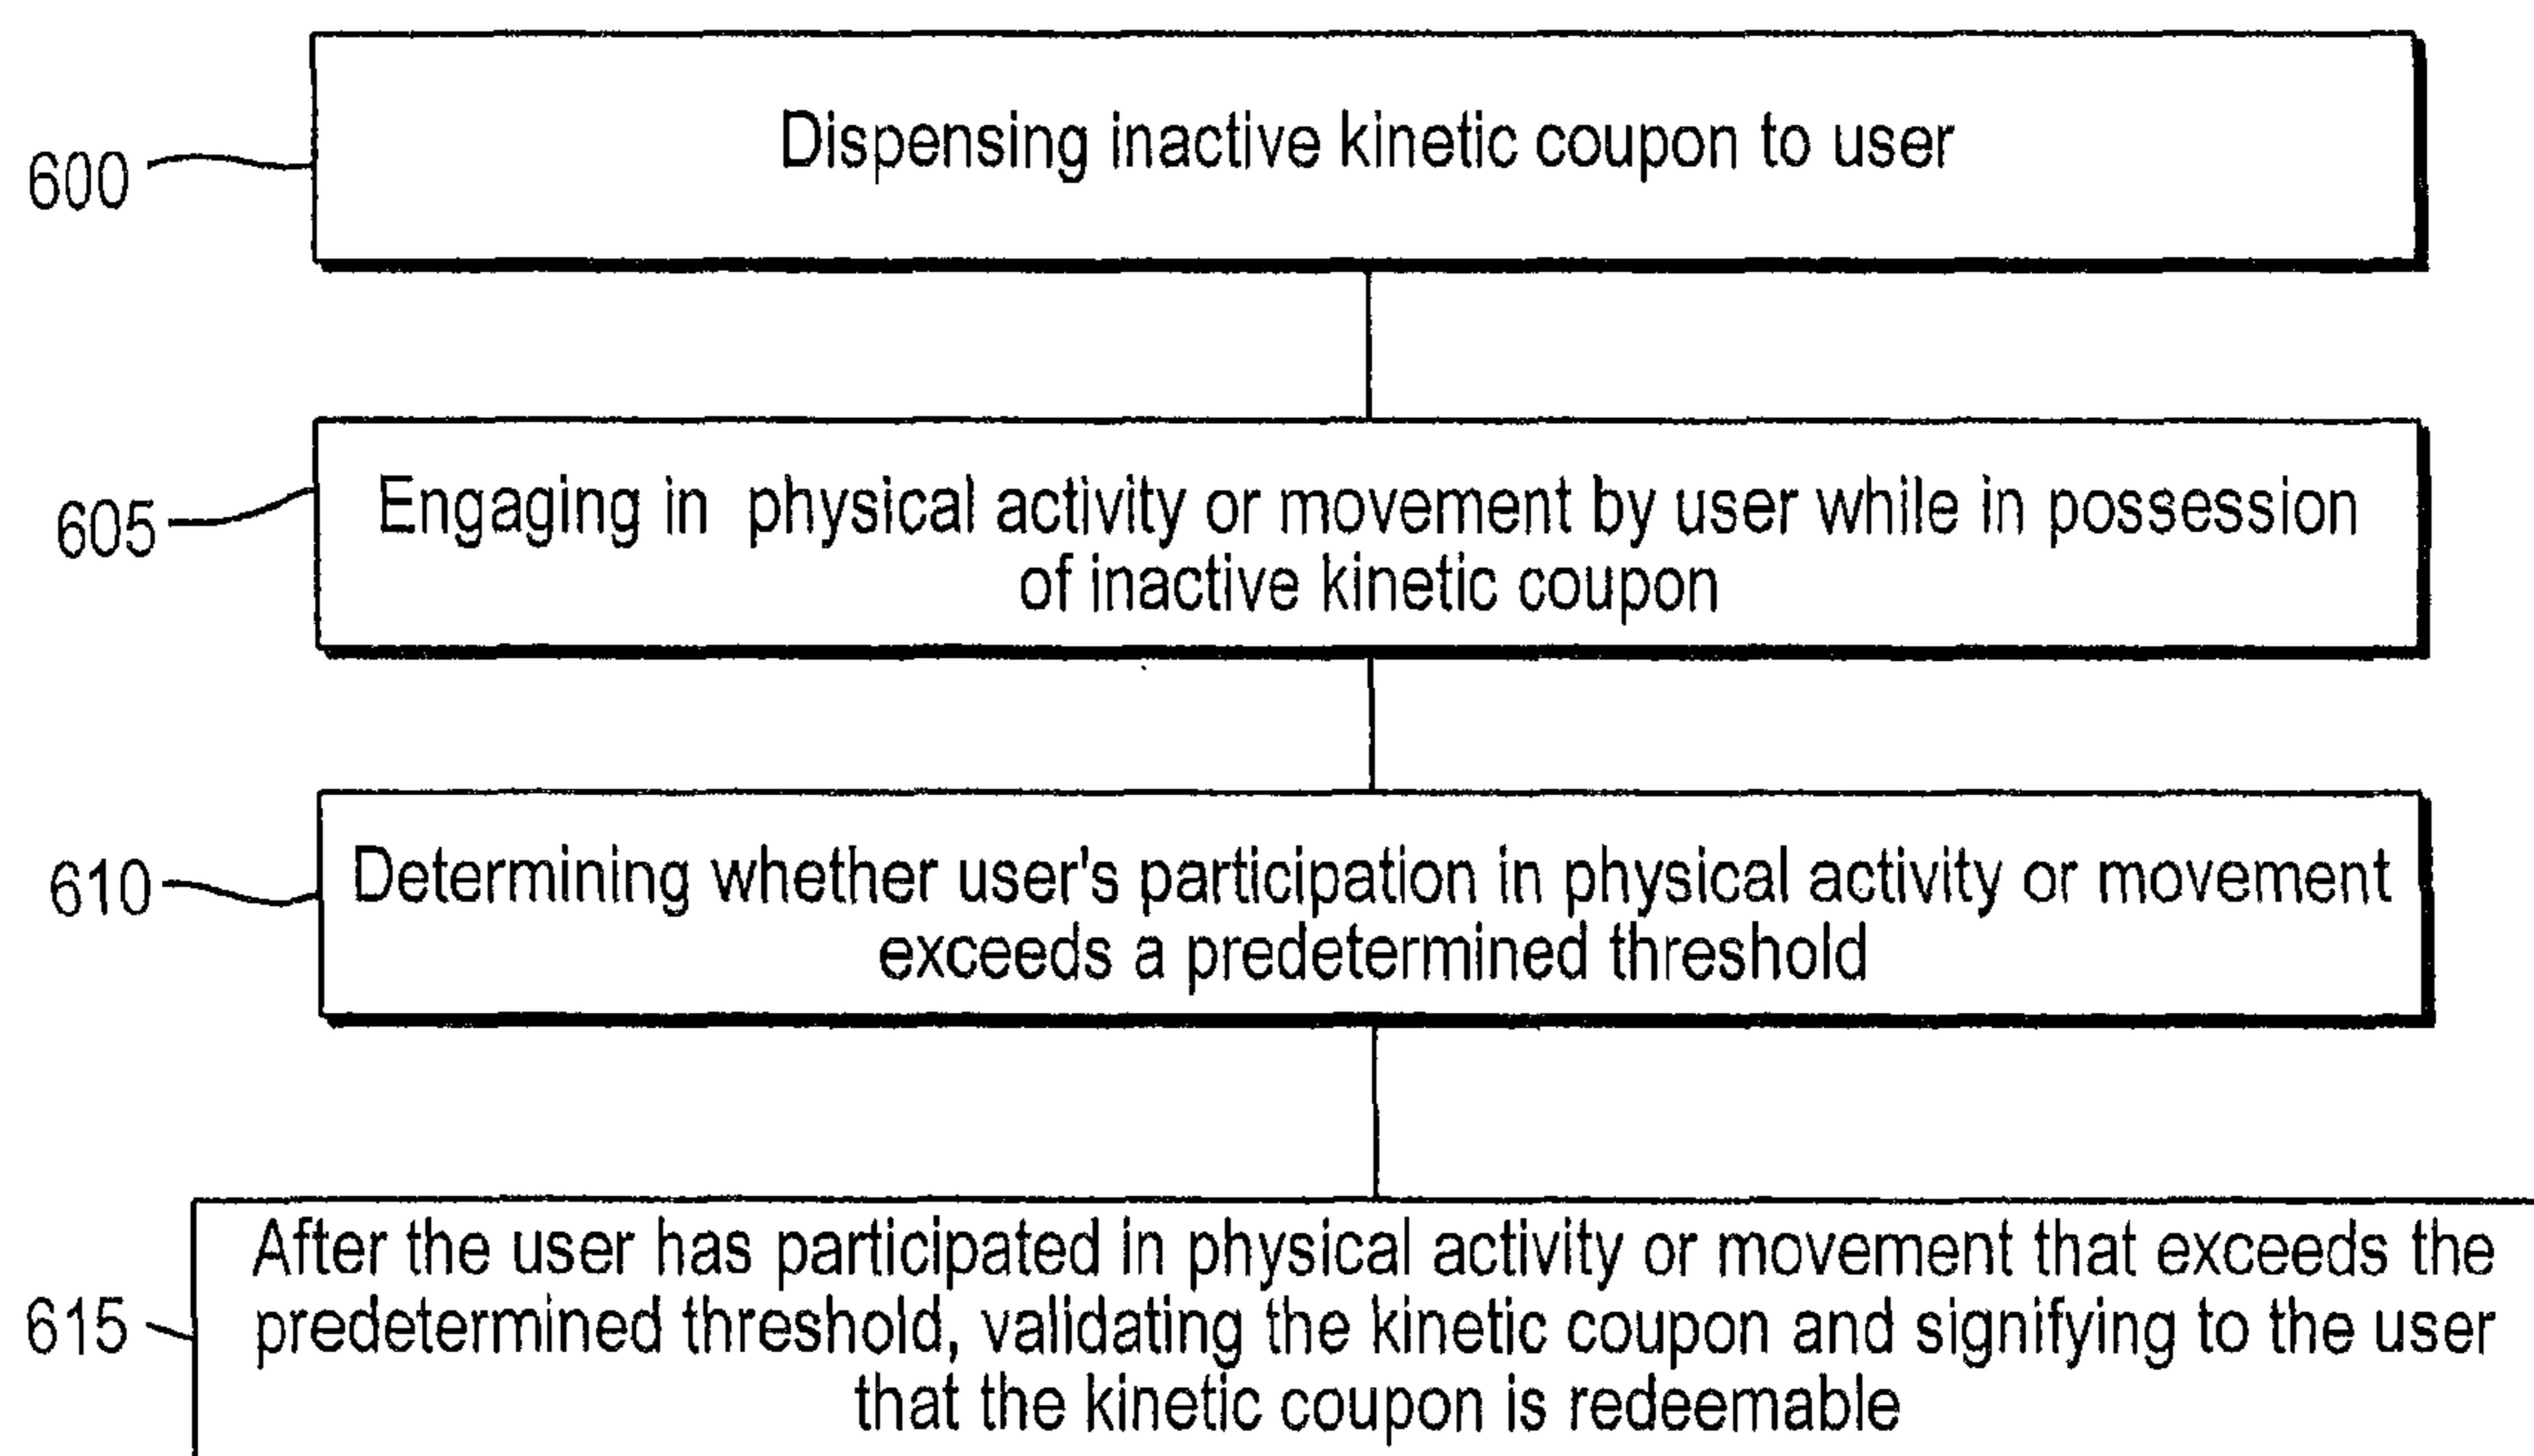 600
Dispensing inactive kinetic coupon to user
605
Engaging in physical activity or movement by user while in possession
of inactive kinetic coupon
610
Determining whether user's participation in physical activity or movement
exceeds a predetermined threshold
615
After the user has participated in physical activity or movement that exceeds the
predetermined threshold, validating the kinetic coupon and signifying to the user
that the kinetic coupon is redeemable